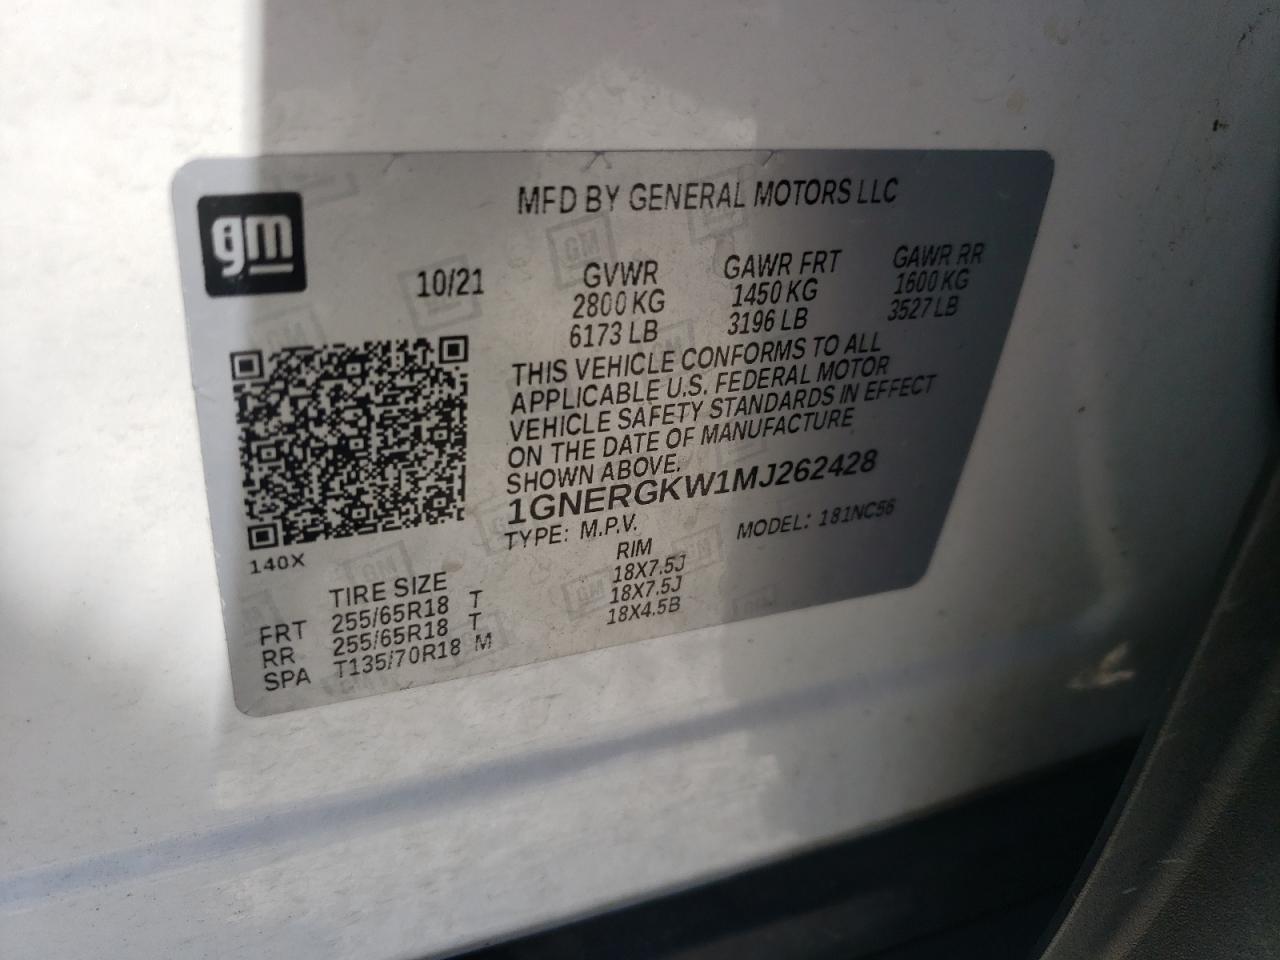 gm
MFD BY GENERAL MOTORS LLC
10/21
GVWR GAWR FRT GAWR RR
2800 KG 1450 KG 1600 KG
6173 LB 3196 LB 3527 LB
THIS VEHICLE CONFORMS TO ALL
APPLICABLE U.S. FEDERAL MOTOR
VEHICLE SAFETY STANDARDS IN EFFECT
ON THE DATE OF MANUFACTURE
SHOWN ABOVE.
1GNERGKW1MJ262428
TYPE: M.P.V. MODEL: 181NC56
140X
TIRE SIZE RIM
FRT 255/65R18 T 18X7.5J
RR 255/65R18 T 18X7.5J
SPA T135/70R18 M 18X4.5B